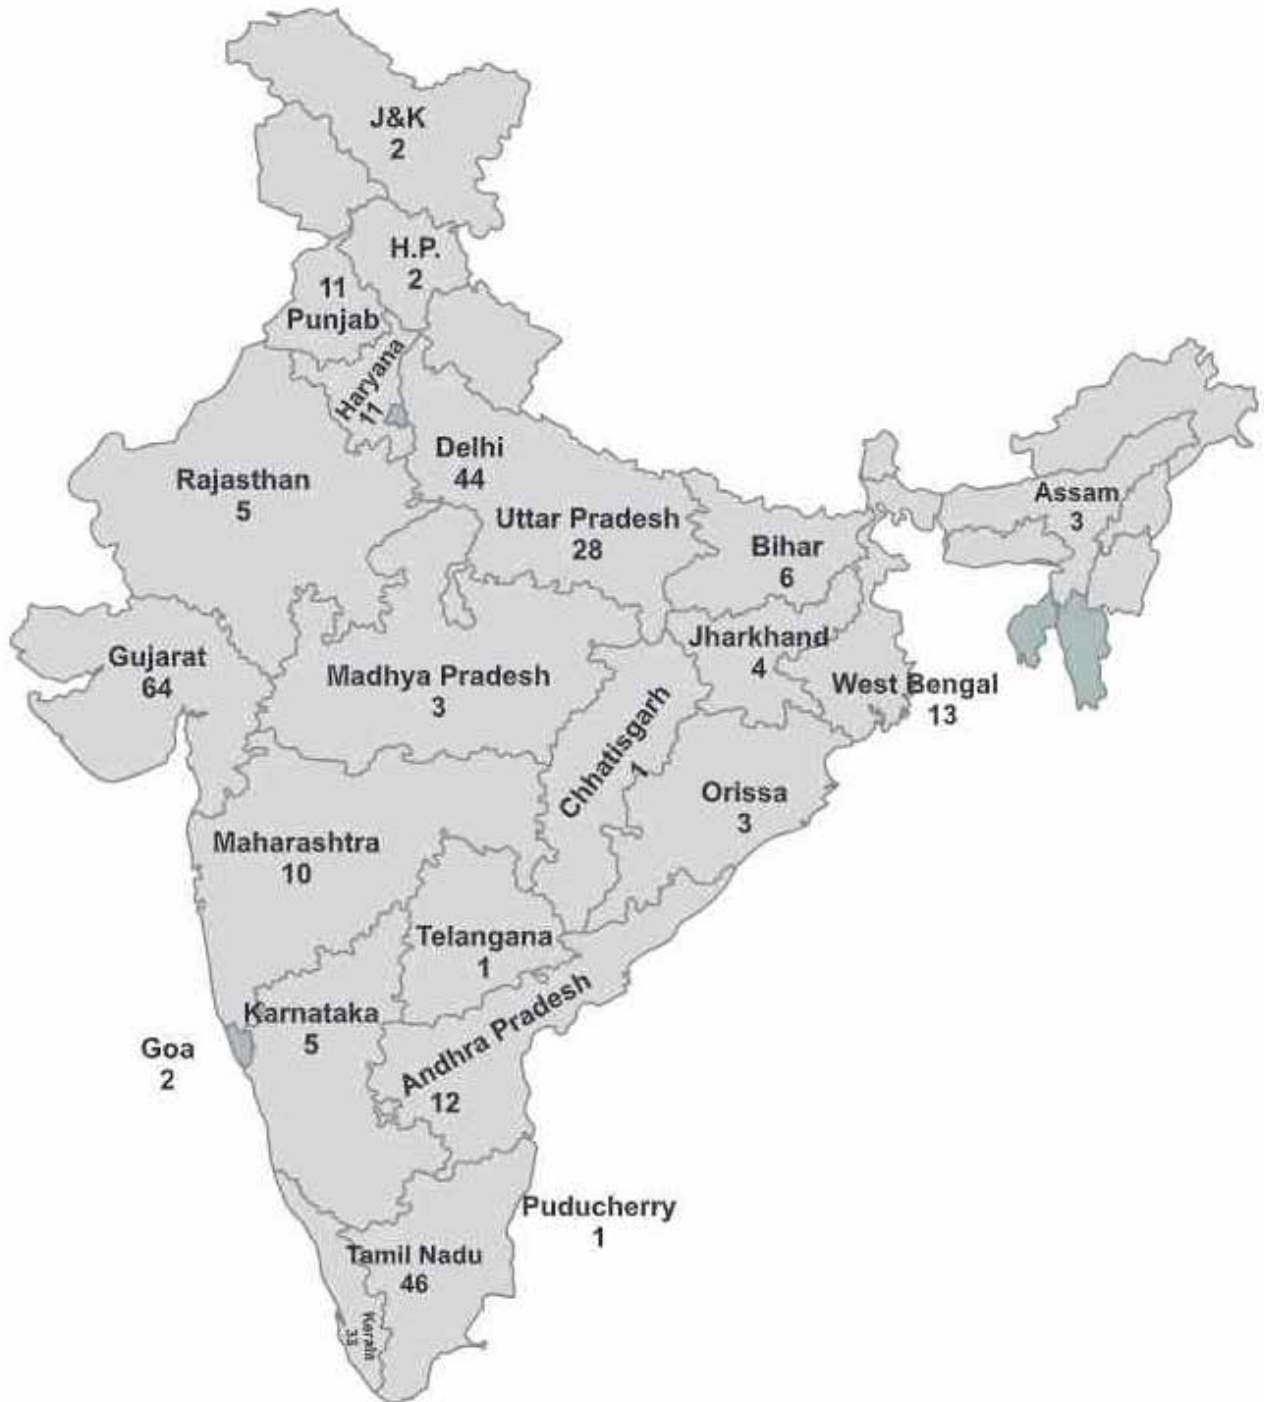 J&K
2
H.P.
2
11
Punjab
Haryana
11
Delhi
44
Rajasthan
5
Uttar Pradesh
28
Bihar
6
Assam
3
Gujarat
64
Madhya Pradesh
3
Jharkhand
4
West Bengal
13
Chhatisgarh
1
Orissa
3
Maharashtra
10
Telangana
1
Karnataka
5
Goa
2
Andhra Pradesh
12
Puducherry
1
Tamil Nadu
46
Kerala
33